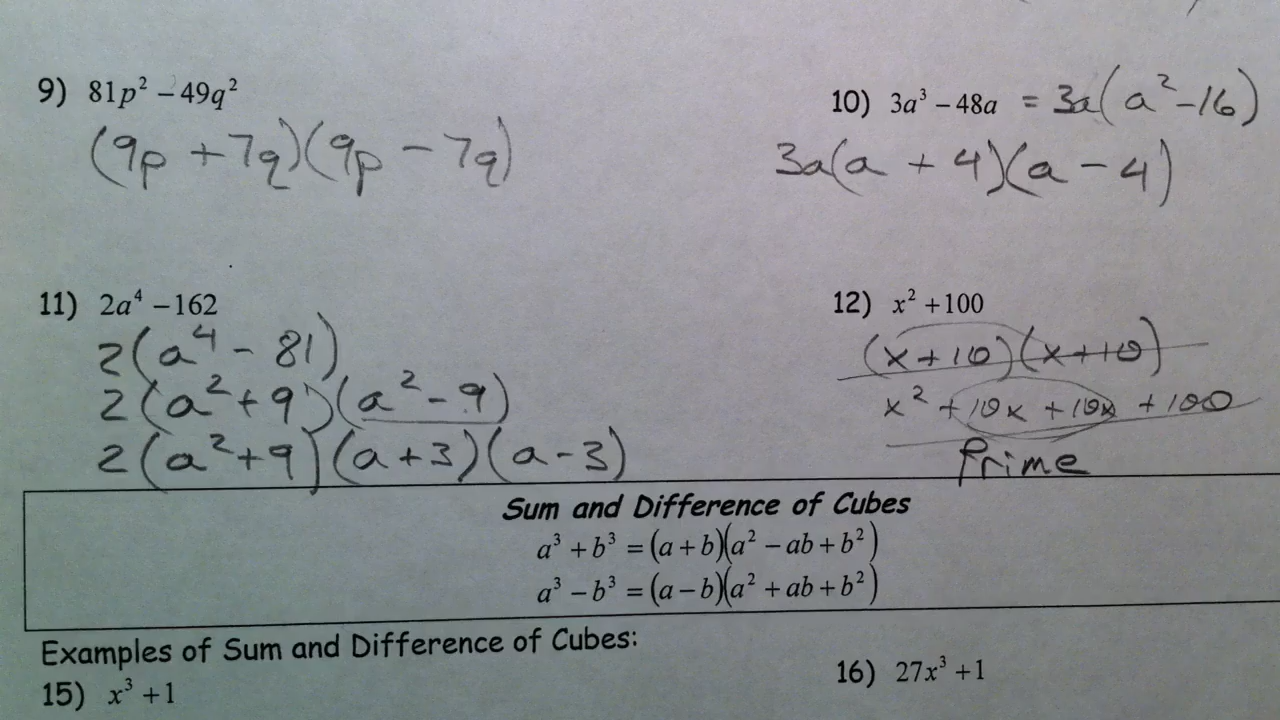 9) 81p² − 49q²
(9p + 7q)(9p − 7q)
10) 3a³ − 48a = 3a(a² − 16)
3a(a + 4)(a − 4)
11) 2a⁴ − 162
2(a⁴ − 81)
2(a² + 9)(a² − 9)
2(a² + 9)(a + 3)(a − 3)
12) x² + 100
(x + 10)(x + 10)
x² + 10x + 10x + 100
Prime
Sum and Difference of Cubes
a³ + b³ = (a + b)(a² − ab + b²)
a³ − b³ = (a − b)(a² + ab + b²)
Examples of Sum and Difference of Cubes:
15) x³ + 1
16) 27x³ + 1